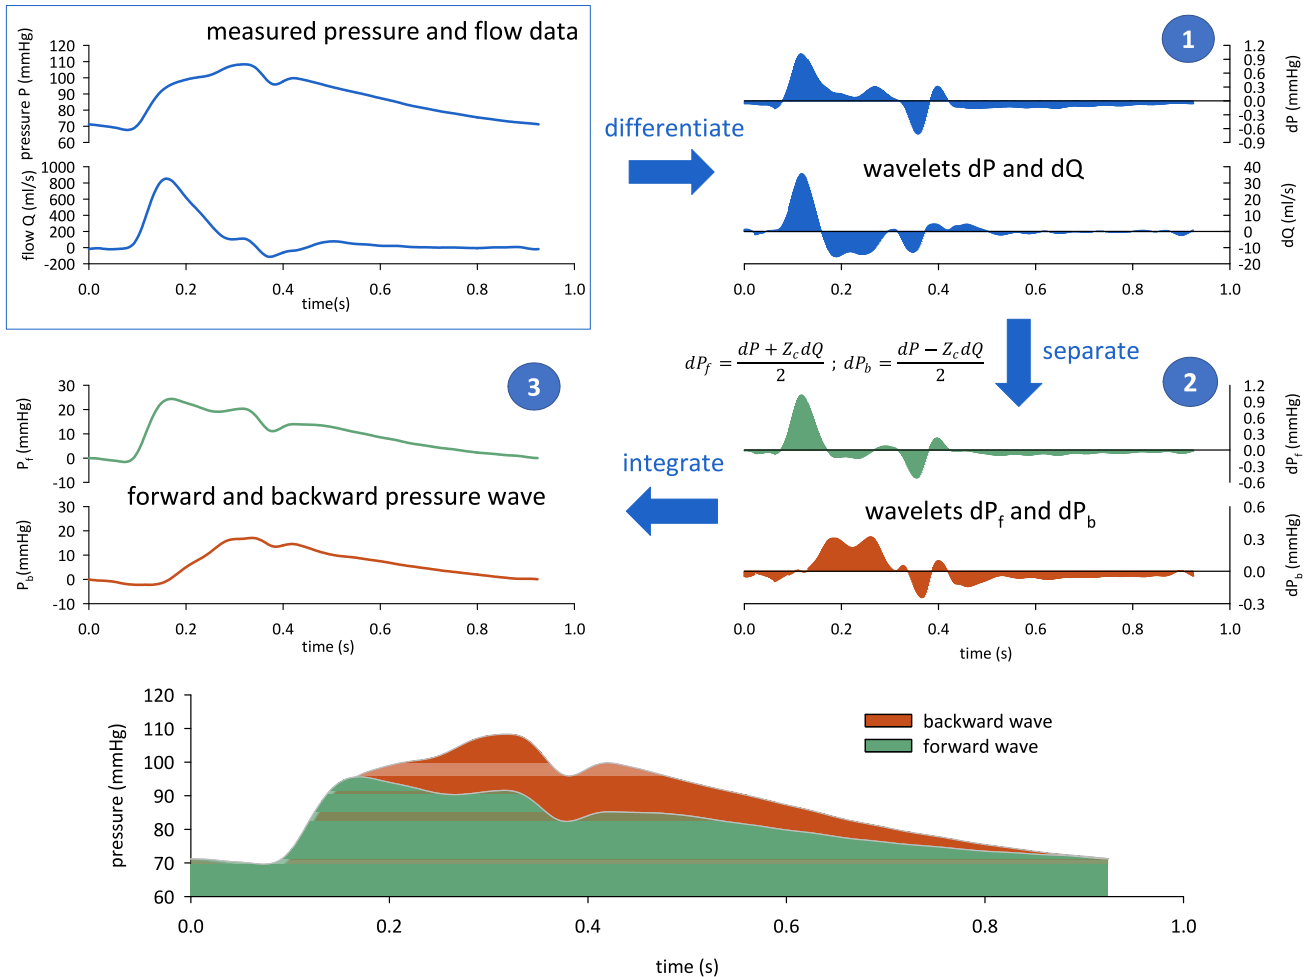 measured pressure and flow data
pressure P (mmHg)
120
110
100
90
80
70
60
flow Q (ml/s)
1000
800
600
400
200
0
-200
0.0 0.2 0.4 0.6 0.8 1.0
time(s)
differentiate
1
1.2
0.9
0.6
0.3
0.0
-0.3
-0.6
-0.9
dP (mmHg)
wavelets dP and dQ
40
30
20
10
0
-10
-20
dQ (ml/s)
0.0 0.2 0.4 0.6 0.8 1.0
dP_f = (dP + Z_c dQ)/2 ; dP_b = (dP − Z_c dQ)/2
separate
2
1.2
0.9
0.6
0.3
0.0
-0.3
-0.6
dP_f (mmHg)
wavelets dP_f and dP_b
0.6
0.3
0.0
-0.3
dP_b (mmHg)
0.0 0.2 0.4 0.6 0.8 1.0
time (s)
integrate
3
P_f (mmHg)
30
20
10
0
-10
forward and backward pressure wave
P_b(mmHg)
30
20
10
0
-10
0.0 0.2 0.4 0.6 0.8 1.0
time (s)
pressure (mmHg)
120
110
100
90
80
70
60
backward wave
forward wave
0.0 0.2 0.4 0.6 0.8 1.0
time (s)